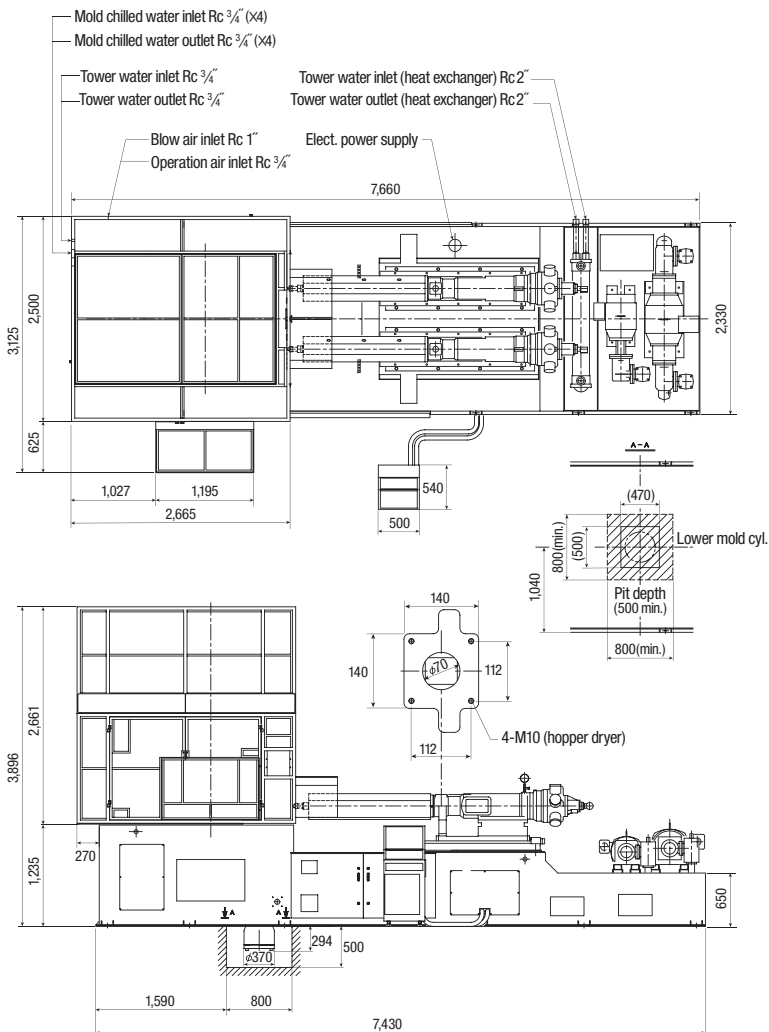 Mold chilled water inlet Rc ¾˝ (×4)
Mold chilled water outlet Rc ¾˝ (×4)
Tower water inlet Rc ¾˝
Tower water outlet Rc ¾˝
Tower water inlet (heat exchanger) Rc 2˝
Tower water outlet (heat exchanger) Rc 2˝
Blow air inlet Rc 1˝
Operation air inlet Rc ¾˝
Elect. power supply
7,660
3,125
2,500
625
2,330
1,027
1,195
2,665
540
500
A-A
(470)
800(min.)
(500)
Lower mold cyl.
1,040
Pit depth
(500 min.)
800(min.)
140
140
ϕ70
112
112
4-M10 (hopper dryer)
3,896
2,661
1,235
270
A
A
294
500
ϕ370
650
1,590
800
7,430